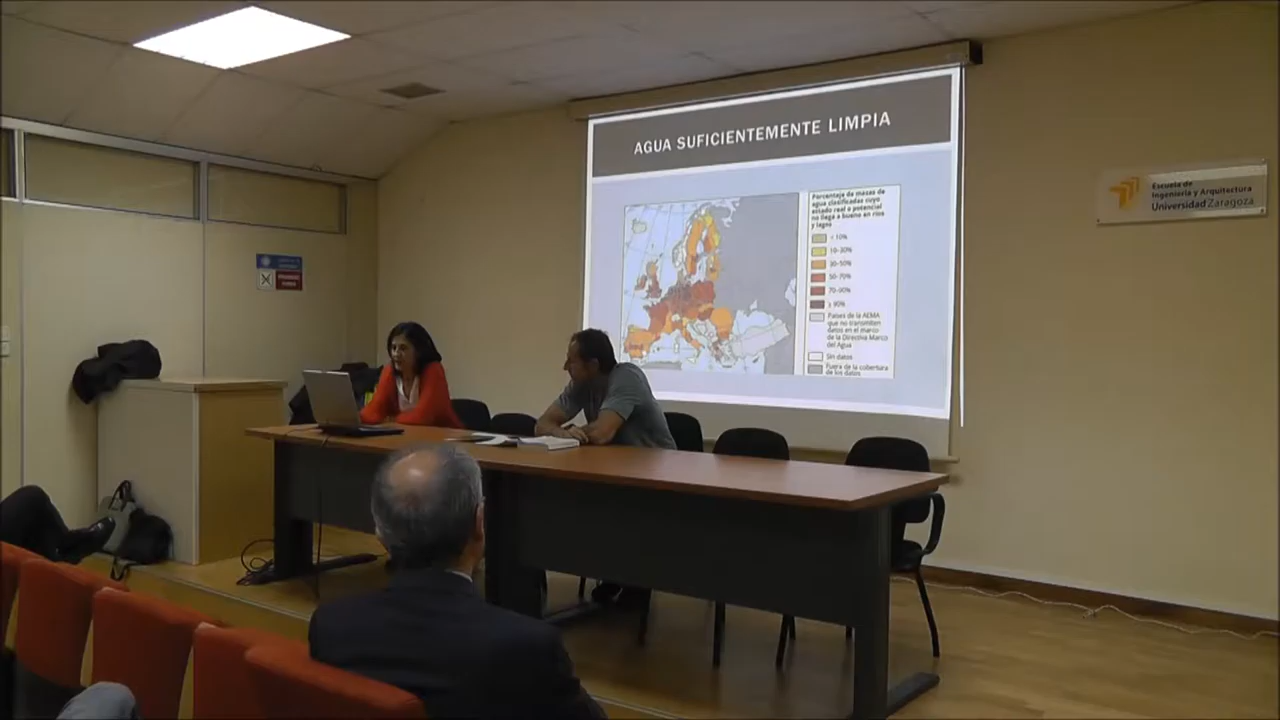 AGUA SUFICIENTEMENTE LIMPIA
Porcentaje de masas de
agua clasificadas cuyo
estado real o potencial
no llega a bueno en ríos
y lagos
< 10%
10-30%
30-50%
50-70%
70-90%
≥ 90%
Países de la AEMA
que no transmiten
datos en el marco
de la Directiva Marco
del Agua
Sin datos
Fuera de la cobertura
de los datos
Escuela de
Ingeniería y Arquitectura
Universidad Zaragoza